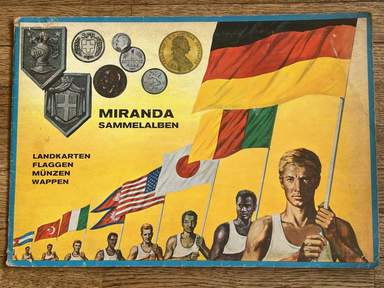 MIRANDA
SAMMELALBEN
LANDKARTEN
FLAGGEN
MÜNZEN
WAPPEN